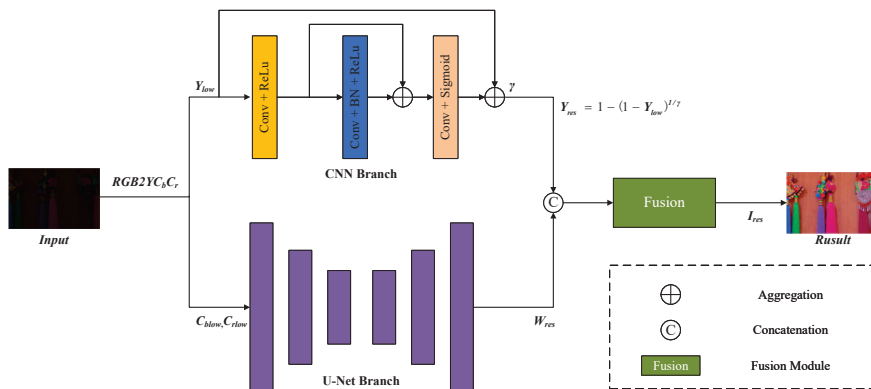 Y_low
Conv + ReLu
Conv + BN + ReLu
Conv + Sigmoid
γ
CNN Branch
Y_res = 1 − (1 − Y_low)^{1/γ}
RGB2YC_bC_r
Input
C
Fusion
I_res
Rusult
C_blow,C_rlow
U-Net Branch
W_res
Aggregation
C
Concatenation
Fusion
Fusion Module